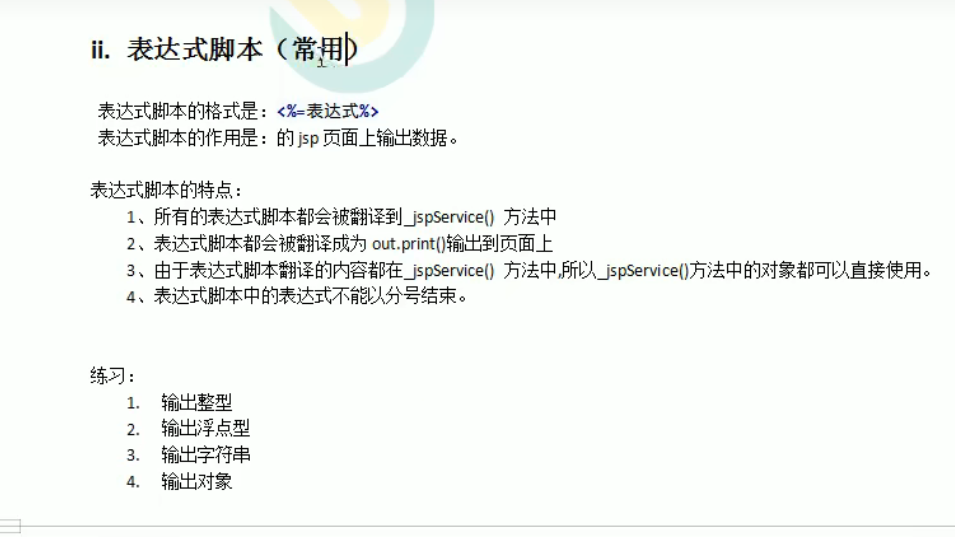 ii. 表达式脚本（常用）
表达式脚本的格式是：<%=表达式%>
表达式脚本的作用是：的 jsp 页面上输出数据。
表达式脚本的特点：
1、所有的表达式脚本都会被翻译到_jspService() 方法中
2、表达式脚本都会被翻译成为 out.print()输出到页面上
3、由于表达式脚本翻译的内容都在_jspService() 方法中,所以_jspService()方法中的对象都可以直接使用。
4、表达式脚本中的表达式不能以分号结束。
练习：
1. 输出整型
2. 输出浮点型
3. 输出字符串
4. 输出对象